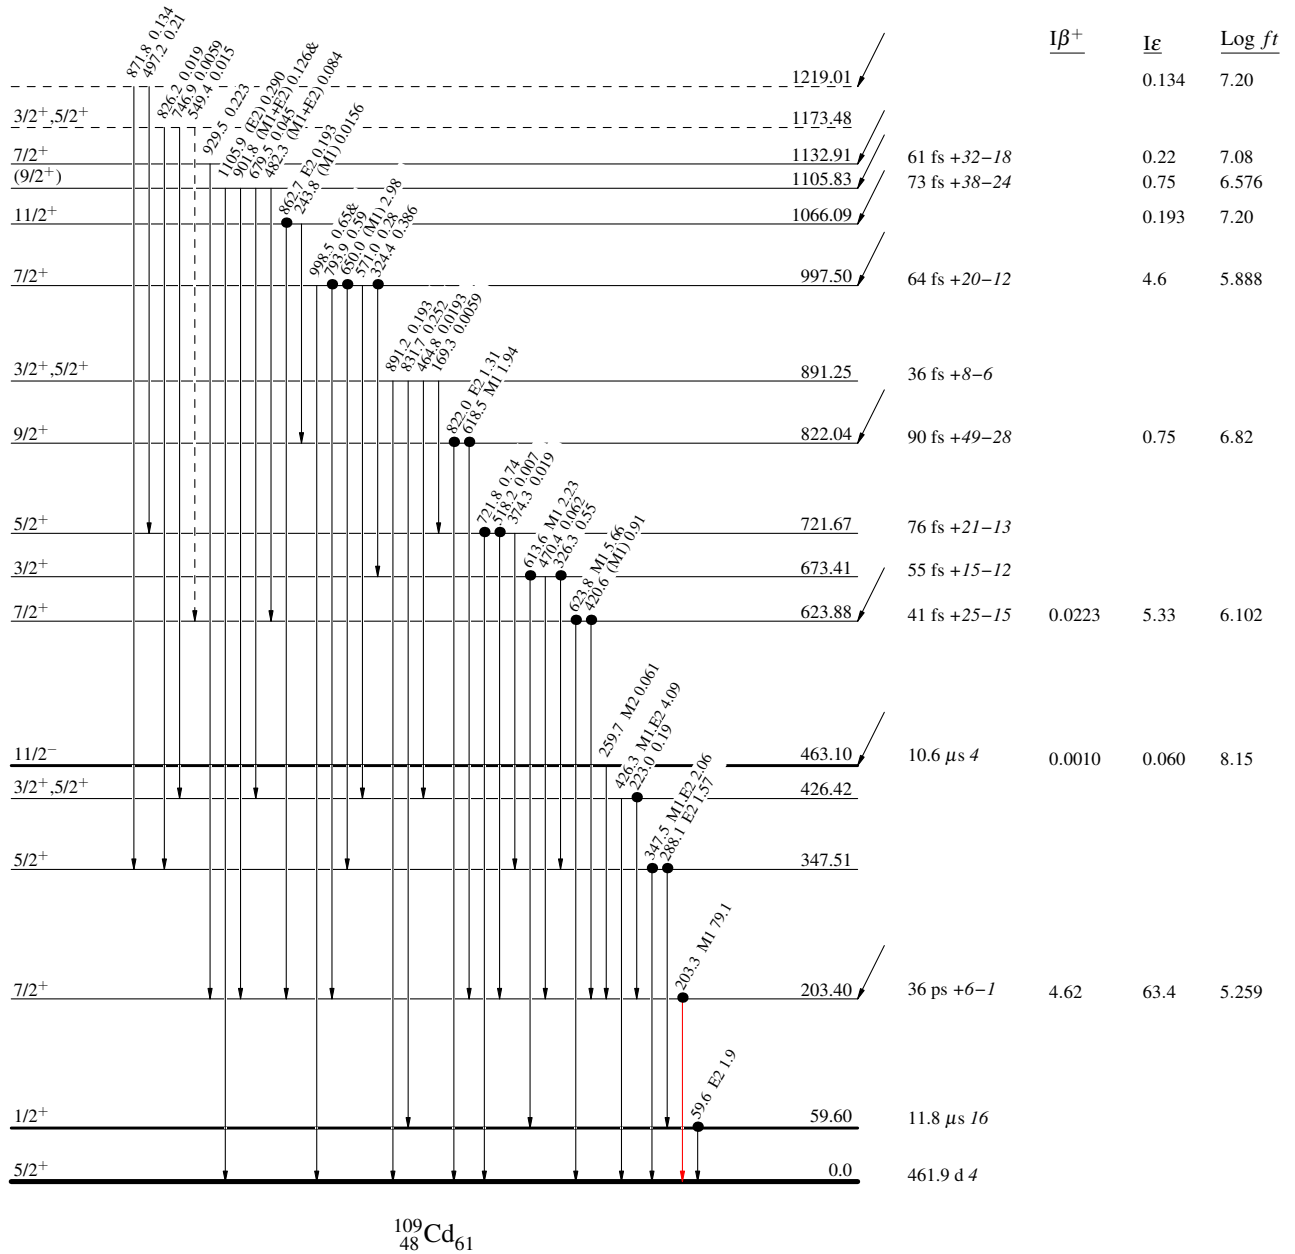 Iβ⁺ Iε Log ft
871.8 0.134
497.2 0.21
1219.01 0.134 7.20
826.2 0.019
746.9 0.0059
549.4 0.015
3/2⁺,5/2⁺ 1173.48
929.5 0.223
7/2⁺ 1132.91 61 fs +32−18 0.22 7.08
1105.9 (E2) 0.290
901.8 (M1+E2) 0.126&
679.5 0.045
482.3 (M1+E2) 0.084
(9/2⁺) 1105.83 73 fs +38−24 0.75 6.576
862.7 E2 0.193
243.8 (M1) 0.0156
11/2⁺ 1066.09 0.193 7.20
998.5 0.65&
793.9 0.59
650.0 (M1) 2.98
571.0 0.28
324.4 0.386
7/2⁺ 997.50 64 fs +20−12 4.6 5.888
891.2 0.193
831.7 0.252
464.8 0.0193
169.3 0.0059
3/2⁺,5/2⁺ 891.25 36 fs +8−6
822.0 E2 1.31
618.5 M1 1.94
9/2⁺ 822.04 90 fs +49−28 0.75 6.82
721.8 0.74
518.2 0.007
374.3 0.019
5/2⁺ 721.67 76 fs +21−13
613.6 M1 2.23
470.4 0.062
326.3 0.55
3/2⁺ 673.41 55 fs +15−12
623.8 M1 5.66
420.6 (M1) 0.91
7/2⁺ 623.88 41 fs +25−15 0.0223 5.33 6.102
259.7 M2 0.061
11/2⁻ 463.10 10.6 μs 4 0.0010 0.060 8.15
426.3 M1,E2 4.09
223.0 0.19
3/2⁺,5/2⁺ 426.42
347.5 M1,E2 2.06
288.1 E2 1.57
5/2⁺ 347.51
203.3 M1 79.1
7/2⁺ 203.40 36 ps +6−1 4.62 63.4 5.259
59.6 E2 1.9
1/2⁺ 59.60 11.8 μs 16
5/2⁺ 0.0 461.9 d 4
¹⁰⁹₄₈Cd₆₁